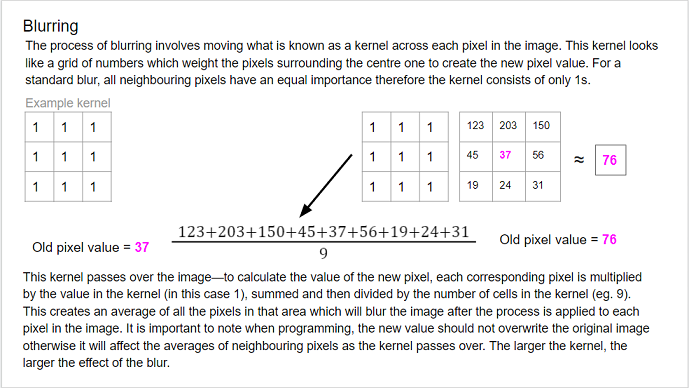 Blurring
The process of blurring involves moving what is known as a kernel across each pixel in the image. This kernel looks
like a grid of numbers which weight the pixels surrounding the centre one to create the new pixel value. For a
standard blur, all neighbouring pixels have an equal importance therefore the kernel consists of only 1s.
Example kernel
1 1 1
1 1 1
1 1 1
1 1 1
1 1 1
1 1 1
123 203 150
45 37 56
19 24 31
≈ 76
Old pixel value = 37
123+203+150+45+37+56+19+24+31
9
Old pixel value = 76
This kernel passes over the image—to calculate the value of the new pixel, each corresponding pixel is multiplied
by the value in the kernel (in this case 1), summed and then divided by the number of cells in the kernel (eg. 9).
This creates an average of all the pixels in that area which will blur the image after the process is applied to each
pixel in the image. It is important to note when programming, the new value should not overwrite the original image
otherwise it will affect the averages of neighbouring pixels as the kernel passes over. The larger the kernel, the
larger the effect of the blur.